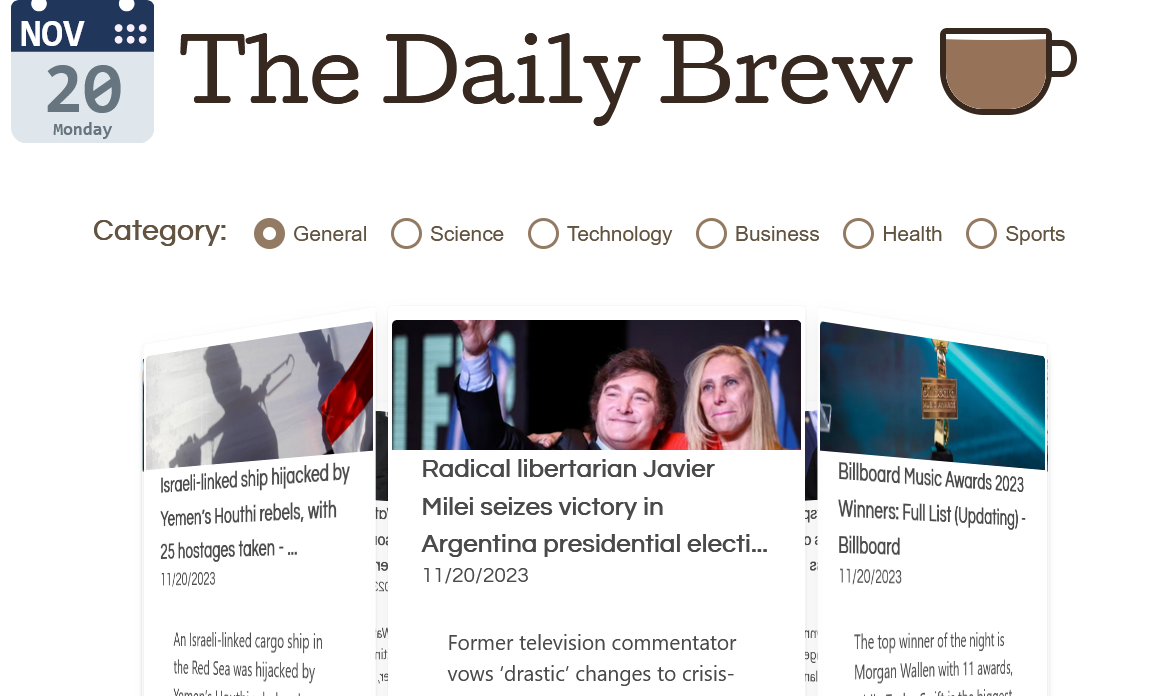 NOV
20
Monday
The Daily Brew
Category: General Science Technology Business Health Sports
Israeli-linked ship hijacked by
Yemen's Houthi rebels, with
25 hostages taken - ...
11/20/2023
An Israeli-linked cargo ship in
the Red Sea was hijacked by
Radical libertarian Javier
Milei seizes victory in
Argentina presidential electi...
11/20/2023
Former television commentator
vows ‘drastic’ changes to crisis-
Billboard Music Awards 2023
Winners: Full List (Updating) -
Billboard
11/20/2023
The top winner of the night is
Morgan Wallen with 11 awards,